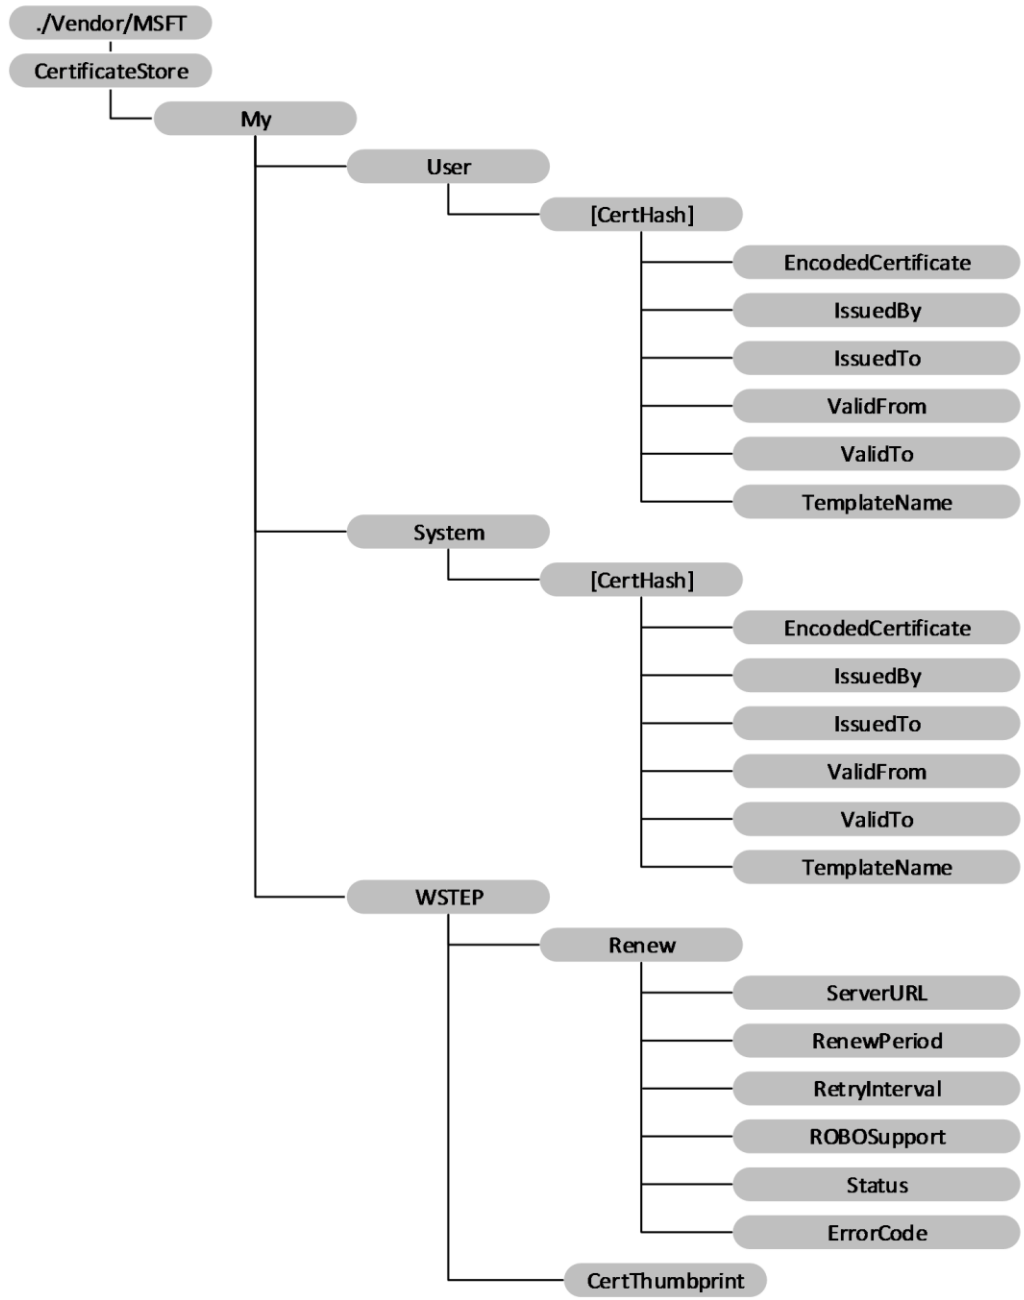 ./Vendor/MSFT
CertificateStore
My
User
[CertHash]
EncodedCertificate
IssuedBy
IssuedTo
ValidFrom
ValidTo
TemplateName
System
[CertHash]
EncodedCertificate
IssuedBy
IssuedTo
ValidFrom
ValidTo
TemplateName
WSTEP
Renew
ServerURL
RenewPeriod
RetryInterval
ROBOSupport
Status
ErrorCode
CertThumbprint